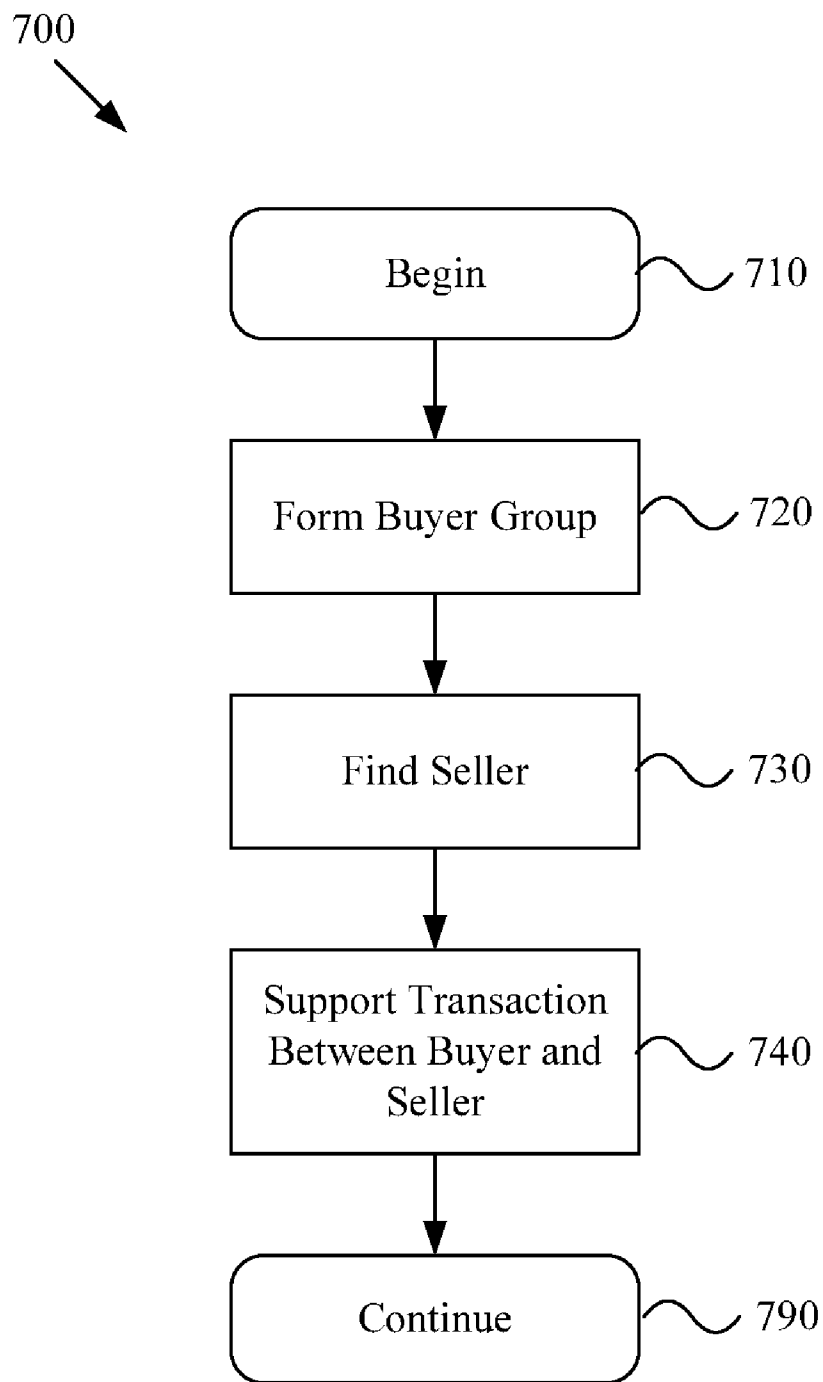 700
Begin
710
Form Buyer Group
720
Find Seller
730
Support Transaction
Between Buyer and
Seller
740
Continue
790